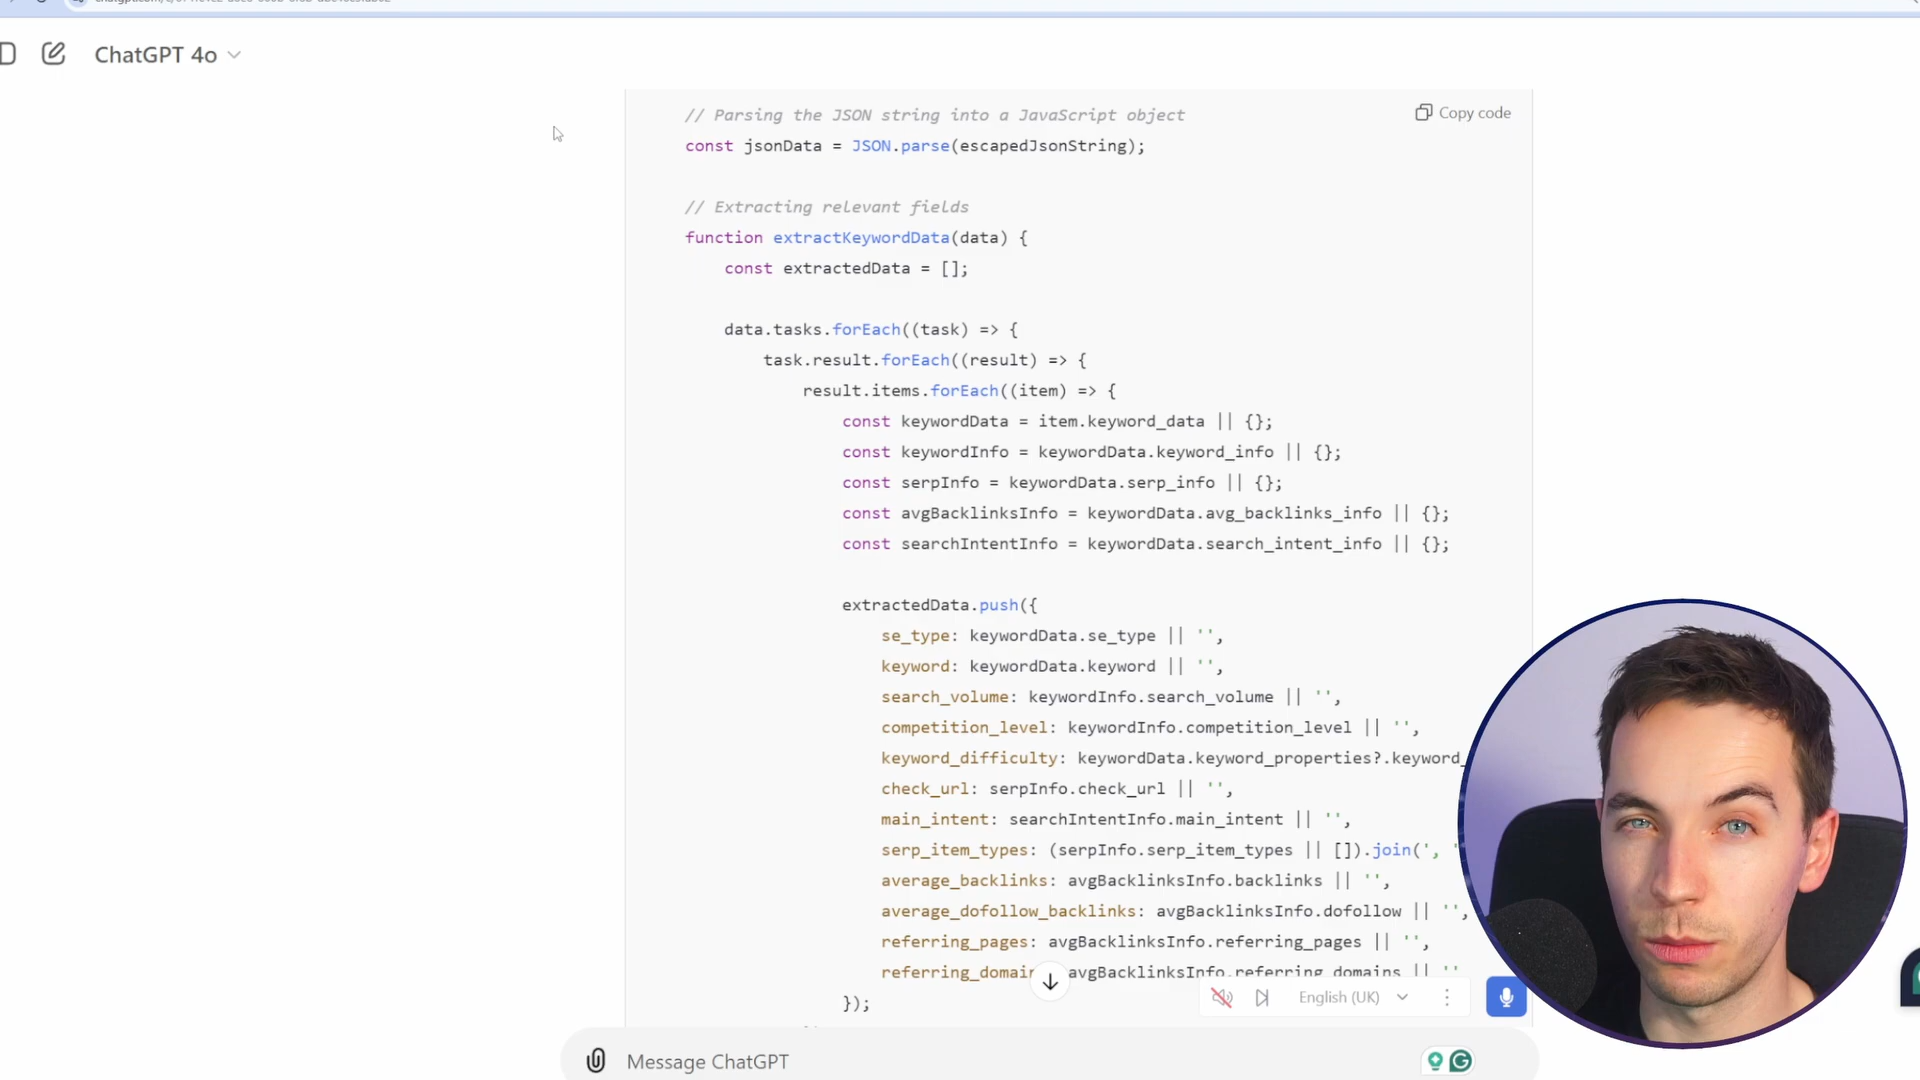 ChatGPT 4o
// Parsing the JSON string into a JavaScript object
Copy code
const jsonData = JSON.parse(escapedJsonString);
// Extracting relevant fields
function extractKeywordData(data) {
const extractedData = [];
data.tasks.forEach((task) => {
task.result.forEach((result) => {
result.items.forEach((item) => {
const keywordData = item.keyword_data || {};
const keywordInfo = keywordData.keyword_info || {};
const serpInfo = keywordData.serp_info || {};
const avgBacklinksInfo = keywordData.avg_backlinks_info || {};
const searchIntentInfo = keywordData.search_intent_info || {};
extractedData.push({
se_type: keywordData.se_type || '',
keyword: keywordData.keyword || '',
search_volume: keywordInfo.search_volume || '',
competition_level: keywordInfo.competition_level || '',
keyword_difficulty: keywordData.keyword_properties?.keyword_
check_url: serpInfo.check_url || '',
main_intent: searchIntentInfo.main_intent || '',
serp_item_types: (serpInfo.serp_item_types || []).join(', '
average_backlinks: avgBacklinksInfo.backlinks || '',
average_dofollow_backlinks: avgBacklinksInfo.dofollow || '',
referring_pages: avgBacklinksInfo.referring_pages || '',
referring_domain avgBacklinksInfo.referring_domains || ''
English (UK)
});
Message ChatGPT